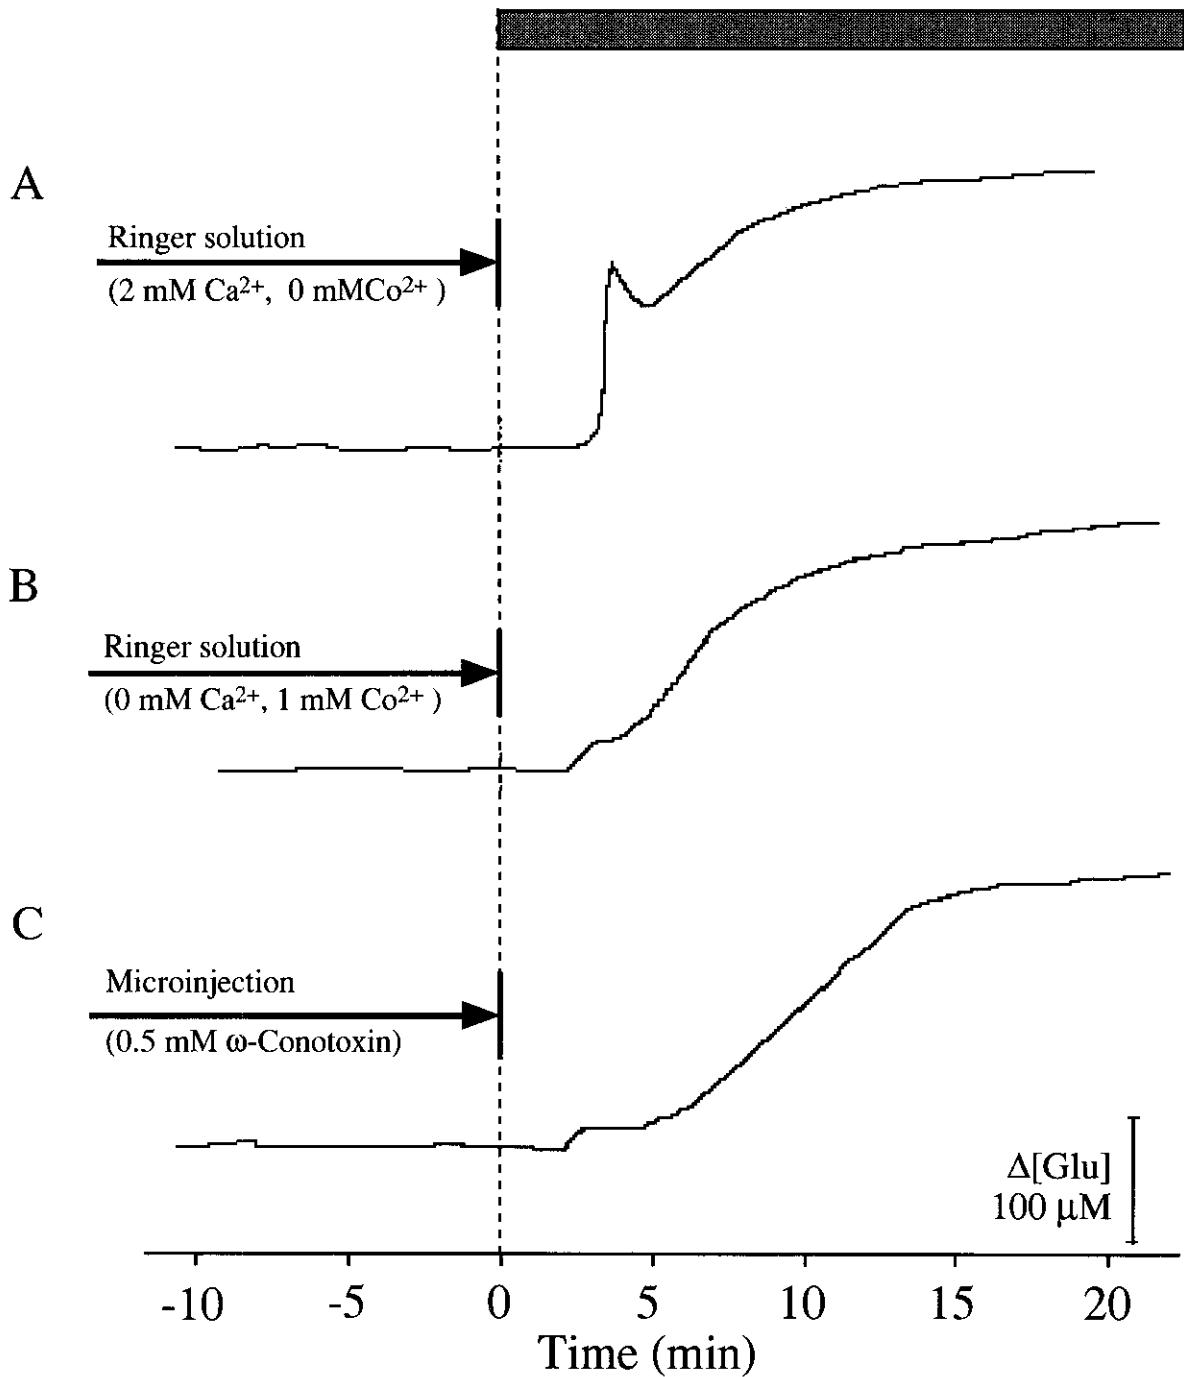 A
Ringer solution
(2 mM Ca²⁺, 0 mMCo²⁺ )
B
Ringer solution
(0 mM Ca²⁺, 1 mM Co²⁺ )
C
Microinjection
(0.5 mM ω-Conotoxin)
Δ[Glu]
100 μM
-10 -5 0 5 10 15 20
Time (min)